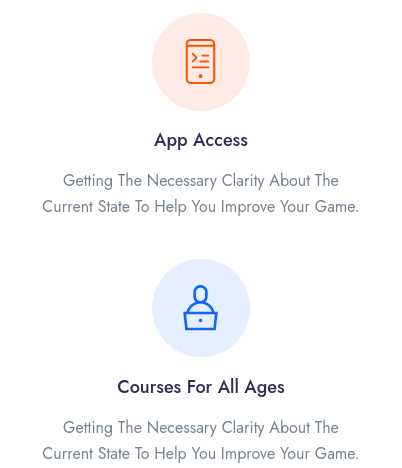 App Access
Getting The Necessary Clarity About The
Current State To Help You Improve Your Game.
Courses For All Ages
Getting The Necessary Clarity About The
Current State To Help You Improve Your Game.